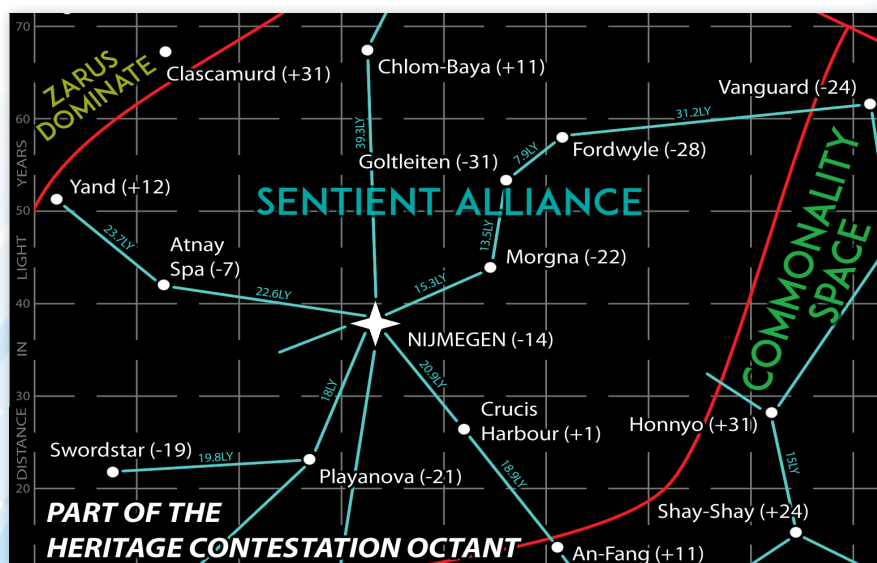 70
ZARUS
DOMINATE
Clascamurd (+31)
Chlom-Baya (+11)
Vanguard (-24)
31.2LY
60
39.3LY
Goltleiten (-31)
7.9LY
Fordwyle (-28)
YEARS
Yand (+12)
SENTIENT ALLIANCE
COMMONALITY
SPACE
50
23.7LY
Atnay
Spa (-7)
13.5LY
Morgna (-22)
LIGHT
22.6LY
15.3LY
40
NIJMEGEN (-14)
IN
20.9LY
30
18LY
Crucis
Harbour (+1)
Honnyo (+31)
DISTANCE
Swordstar (-19)
19.8LY
Playanova (-21)
18.9LY
15LY
20
Shay-Shay (+24)
PART OF THE
HERITAGE CONTESTATION OCTANT
An-Fang (+11)